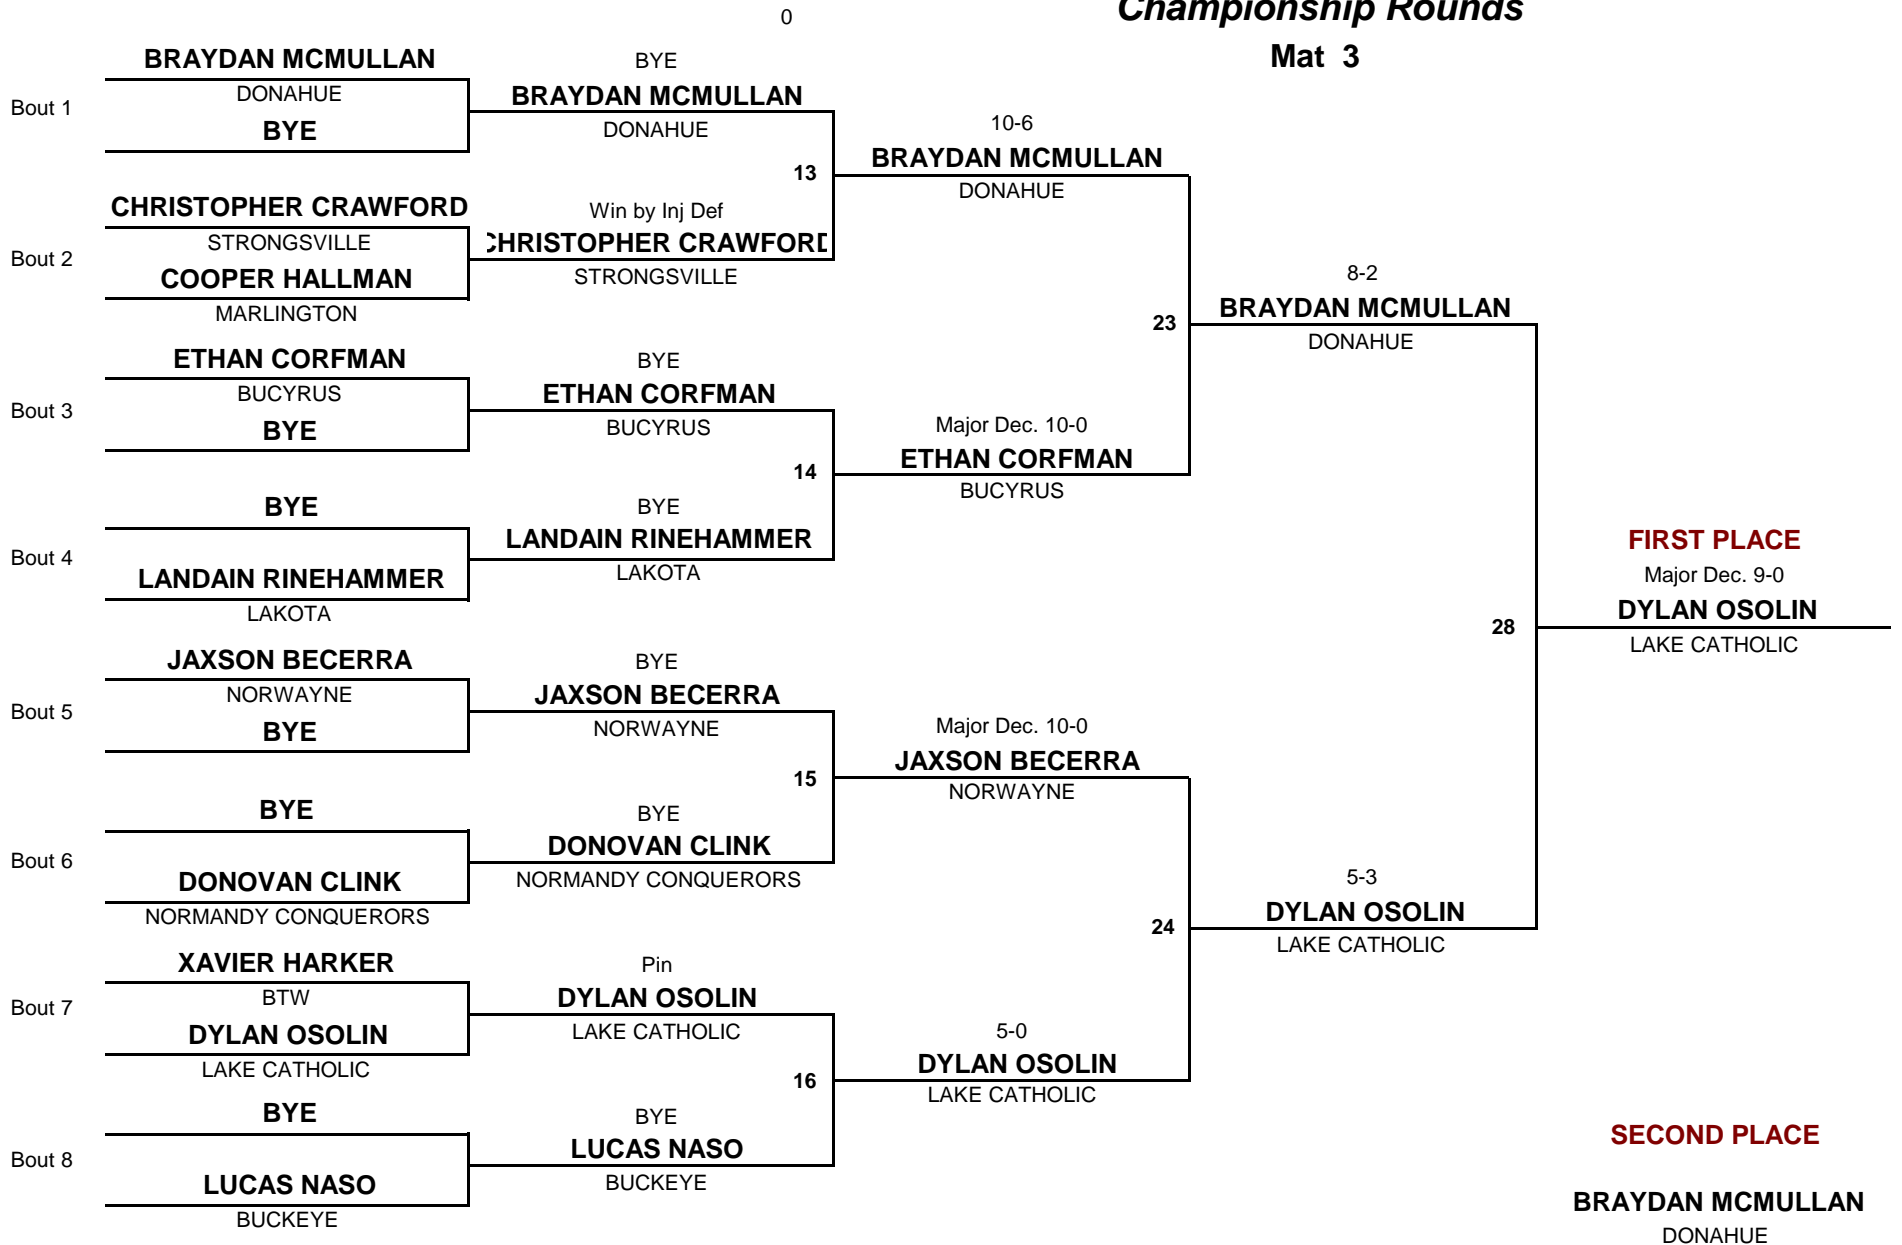 0
Championship Rounds
Mat 3
BRAYDAN MCMULLAN
DONAHUE
Bout 1
BYE
CHRISTOPHER CRAWFORD
STRONGSVILLE
Bout 2
COOPER HALLMAN
MARLINGTON
ETHAN CORFMAN
BUCYRUS
Bout 3
BYE
BYE
Bout 4
LANDAIN RINEHAMMER
LAKOTA
JAXSON BECERRA
NORWAYNE
Bout 5
BYE
BYE
Bout 6
DONOVAN CLINK
NORMANDY CONQUERORS
XAVIER HARKER
BTW
Bout 7
DYLAN OSOLIN
LAKE CATHOLIC
BYE
Bout 8
LUCAS NASO
BUCKEYE
BYE
BRAYDAN MCMULLAN
DONAHUE
13
Win by Inj Def
CHRISTOPHER CRAWFORD
STRONGSVILLE
BYE
ETHAN CORFMAN
BUCYRUS
14
BYE
LANDAIN RINEHAMMER
LAKOTA
BYE
JAXSON BECERRA
NORWAYNE
15
BYE
DONOVAN CLINK
NORMANDY CONQUERORS
Pin
DYLAN OSOLIN
LAKE CATHOLIC
16
BYE
LUCAS NASO
BUCKEYE
10-6
BRAYDAN MCMULLAN
DONAHUE
23
Major Dec. 10-0
ETHAN CORFMAN
BUCYRUS
Major Dec. 10-0
JAXSON BECERRA
NORWAYNE
24
5-0
DYLAN OSOLIN
LAKE CATHOLIC
8-2
BRAYDAN MCMULLAN
DONAHUE
28
5-3
DYLAN OSOLIN
LAKE CATHOLIC
FIRST PLACE
Major Dec. 9-0
DYLAN OSOLIN
LAKE CATHOLIC
SECOND PLACE
BRAYDAN MCMULLAN
DONAHUE